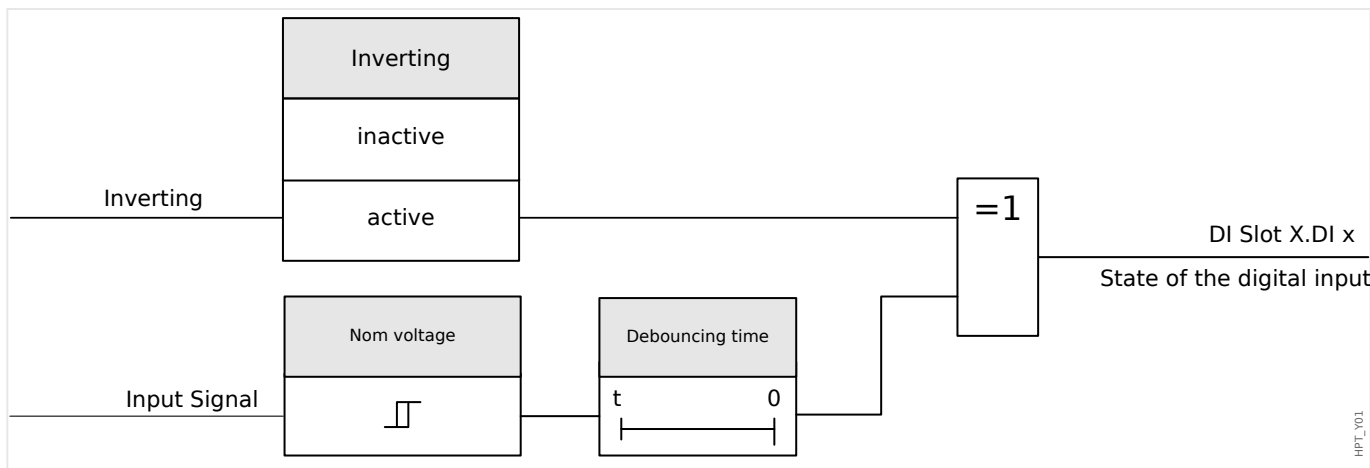 Inverting
inactive
Inverting
active
=1
DI Slot X.DI x
State of the digital input
Nom voltage
Debouncing time
Input Signal
t 0
HPT_Y01